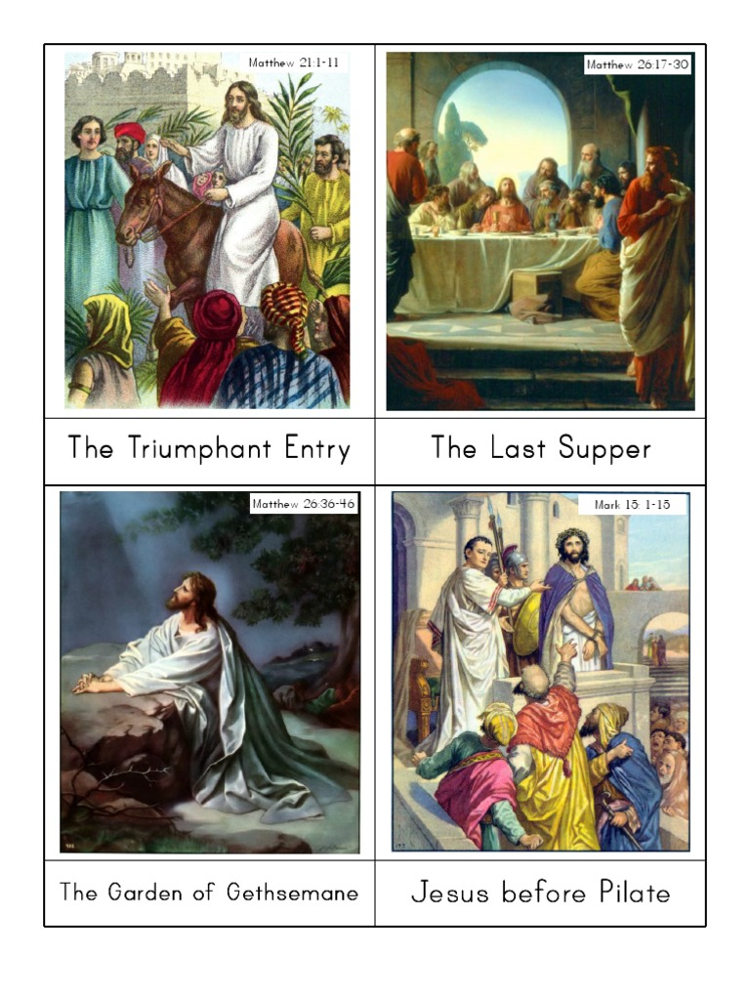 Matthew 21:1-11
Matthew 26:17-30
The Triumphant Entry
The Last Supper
Matthew 26:36-46
Mark 15: 1-15
The Garden of Gethsemane
Jesus before Pilate